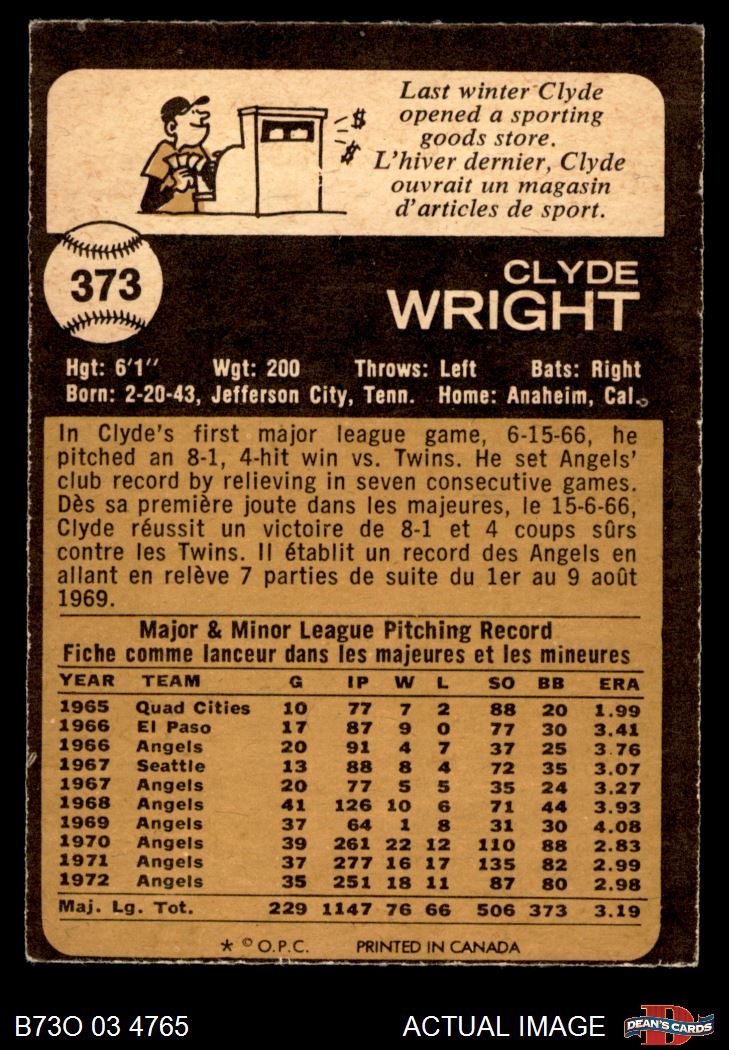 Last winter Clyde
opened a sporting
goods store.
L'hiver dernier, Clyde
ouvrait un magasin
d'articles de sport.
$
$
373
CLYDE
WRIGHT
Hgt: 6'1" Wgt: 200 Throws: Left Bats: Right
Born: 2-20-43, Jefferson City, Tenn. Home: Anaheim, Cal.
In Clyde's first major league game, 6-15-66, he
pitched an 8-1, 4-hit win vs. Twins. He set Angels'
club record by relieving in seven consecutive games.
Dès sa première joute dans les majeures, le 15-6-66,
Clyde réussit un victoire de 8-1 et 4 coups sûrs
contre les Twins. Il établit un record des Angels en
allant en relève 7 parties de suite du 1er au 9 août
1969.
Major & Minor League Pitching Record
Fiche comme lanceur dans les majeures et les mineures
YEAR TEAM G IP W L SO BB ERA
1965 Quad Cities 10 77 7 2 88 20 1.99
1966 El Paso 17 87 9 0 77 30 3.41
1966 Angels 20 91 4 7 37 25 3.76
1967 Seattle 13 88 8 4 72 35 3.07
1967 Angels 20 77 5 5 35 24 3.27
1968 Angels 41 126 10 6 71 44 3.93
1969 Angels 37 64 1 8 31 30 4.08
1970 Angels 39 261 22 12 110 88 2.83
1971 Angels 37 277 16 17 135 82 2.99
1972 Angels 35 251 18 11 87 80 2.98
Maj. Lg. Tot. 229 1147 76 66 506 373 3.19
* © O.P.C. PRINTED IN CANADA
B73O 03 4765 ACTUAL IMAGE
D
DEAN'S CARDS